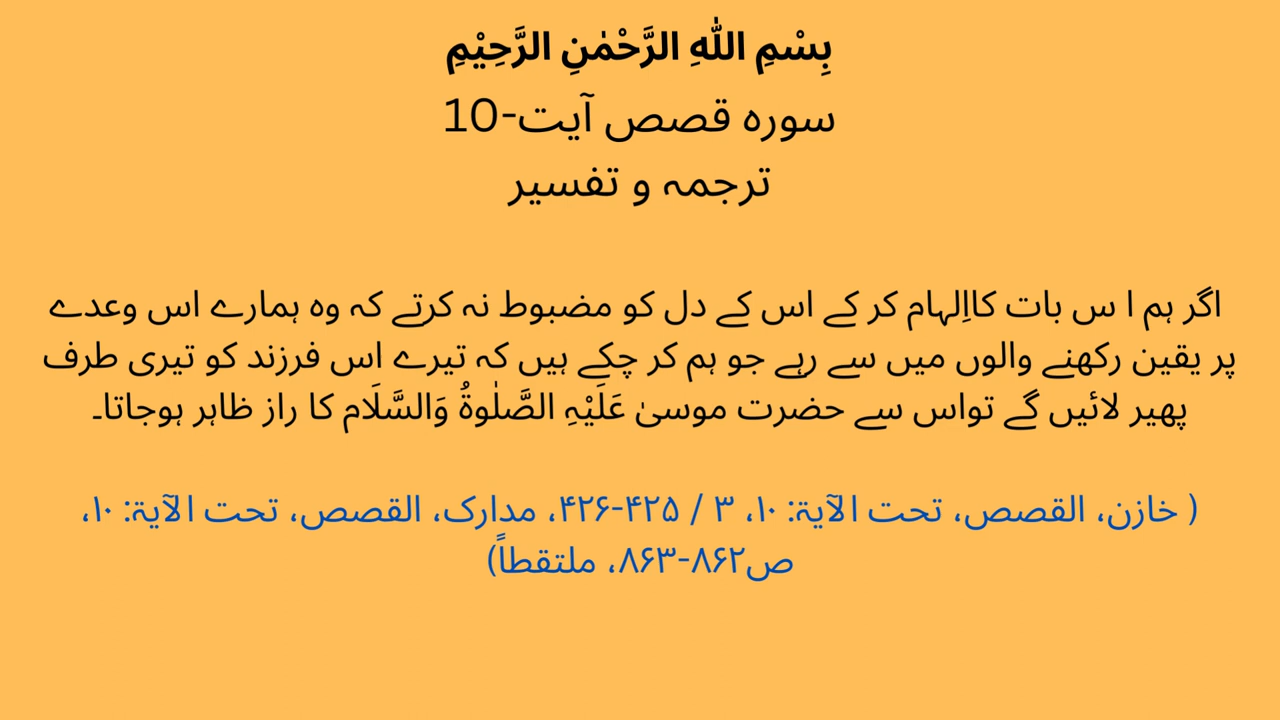 بِسْمِ اللّٰهِ الرَّحْمٰنِ الرَّحِیْمِ
سورہ قصص آیت-10
ترجمہ و تفسیر
اگر ہم ا س بات کااِلہام کر کے اس کے دل کو مضبوط نہ کرتے کہ وہ ہمارے اس وعدے
پر یقین رکھنے والوں میں سے رہے جو ہم کر چکے ہیں کہ تیرے اس فرزند کو تیری طرف
پھیر لائیں گے تواس سے حضرت موسیٰ عَلَیْہِ الصَّلٰوۃُ وَالسَّلَام کا راز ظاہر ہوجاتا۔
( خازن، القصص، تحت الآیۃ: ۱۰، ۳ / ۴۲۵-۴۲۶، مدارک، القصص، تحت الآیۃ: ۱۰،
ص۸۶۲-۸۶۳، ملتقطاً)